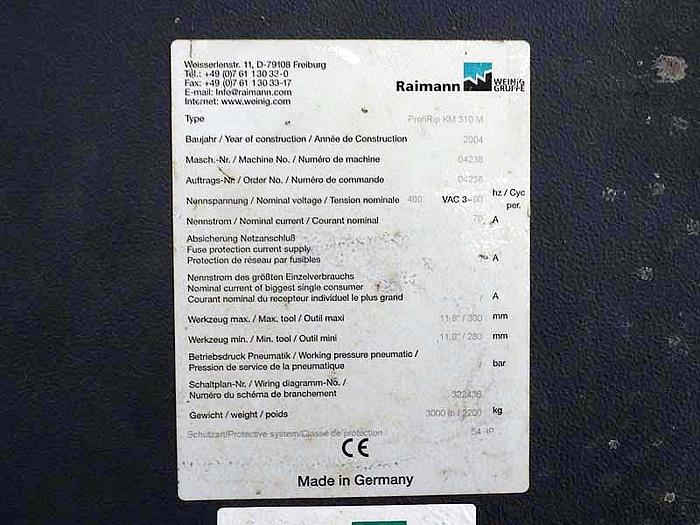 Weisserlenstr. 11, D-79108 Freiburg
Tel.: +49 (0)7 61 1 30 33-0
Fax: +49 (0)7 61 1 30 33-17
E-mail: Info@raimann.com
Internet: www.weinig.com
Raimann WEINIG GRUPPE
Type ProfiRip KM 310 M
Baujahr / Year of construction / Année de Construction 2004
Masch.-Nr. / Machine No. / Numéro de machine 04238
Auftrags-Nr. / Order No. / Numéro de commande 04238
Nennspannung / Nominal voltage / Tension nominale 460 VAC 3~60 hz / Cyc per.
Nennstrom / Nominal current / Courant nominal 70 A
Absicherung Netzanschluß
Fuse protection current supply
Protection de réseau par fusibles A
Nennstrom des größten Einzelverbrauchs
Nominal current of biggest single consumer
Courant nominal du recepteur individuel le plus grand / A
Werkzeug max. / Max. tool / Outil maxi 11,8" / 300 mm
Werkzeug min. / Min. tool / Outil mini 11,0" / 280 mm
Betriebsdruck Pneumatik / Working pressure pneumatic /
Pression de service de la pneumatique / bar
Schaltplan-Nr. / Wiring diagramm-No. /
Numéro du schéma de branchement 322436
Gewicht / weight / poids 3000 lb / 2200 kg
Schutzart/Protective system/Classe de protection 54 IP
CE
Made in Germany